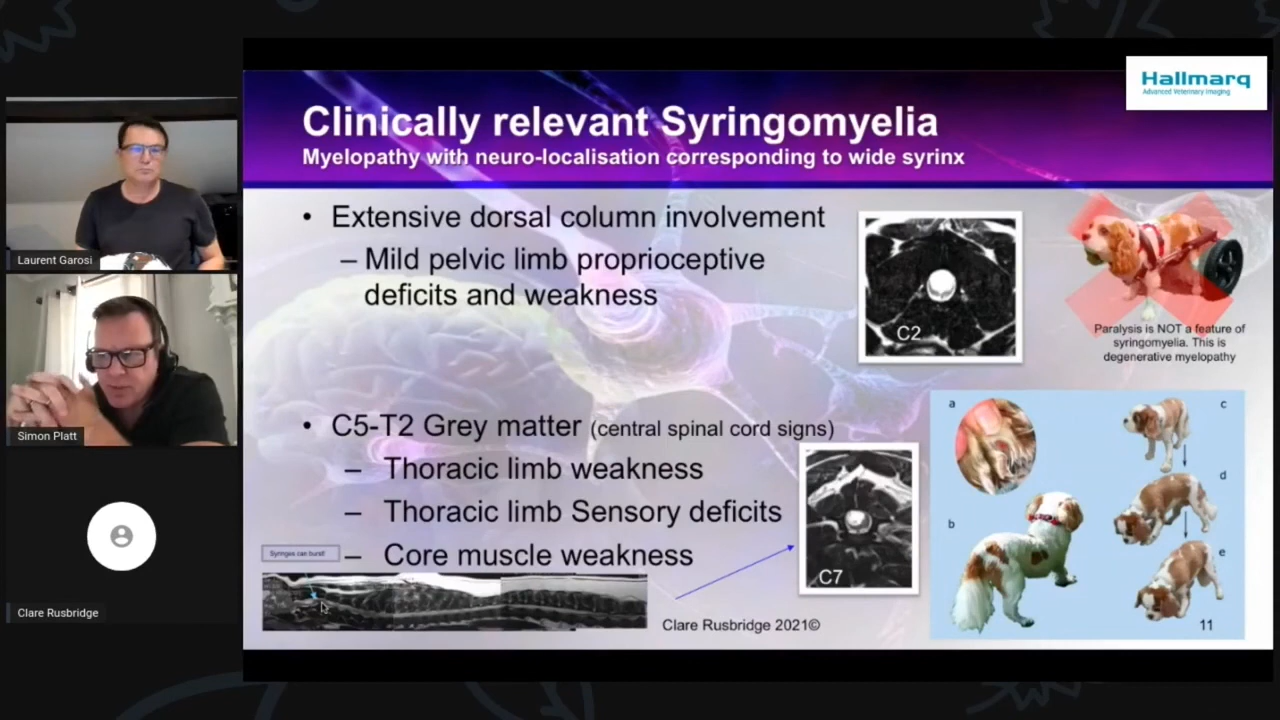 Hallmarq
Advanced Veterinary Imaging
Clinically relevant Syringomyelia
Myelopathy with neuro-localisation corresponding to wide syrinx
• Extensive dorsal column involvement
– Mild pelvic limb proprioceptive
deficits and weakness
C2
Paralysis is NOT a feature of
syringomyelia. This is
degenerative myelopathy
• C5-T2 Grey matter (central spinal cord signs)
– Thoracic limb weakness
– Thoracic limb Sensory deficits
– Core muscle weakness
Syringes can burst!
C7
a
b
c
d
e
Clare Rusbridge 2021©
11
Laurent Garosi
Simon Platt
Clare Rusbridge